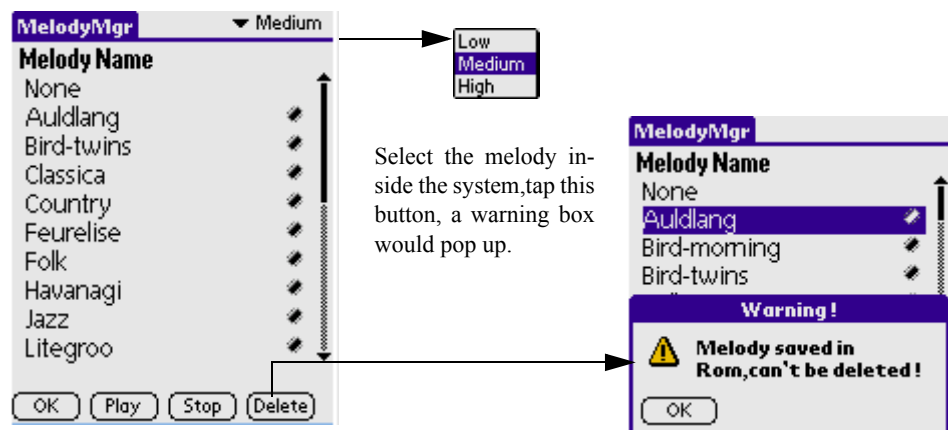 MelodyMgr
Medium
Melody Name
None
Auldlang
Bird-twins
Classica
Country
Feurelise
Folk
Havanagi
Jazz
Litegroo
OK
Play
Stop
Delete
Low
Medium
High
Select the melody in-
side the system,tap this
button, a warning box
would pop up.
MelodyMgr
Melody Name
None
Auldlang
Bird-morning
Bird-twins
Warning!
Melody saved in
Rom,can't be deleted!
OK